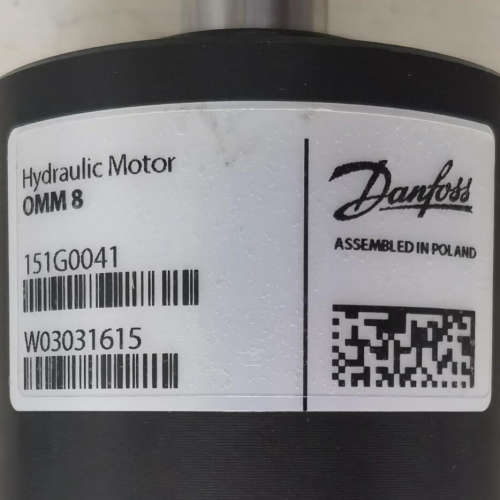 Hydraulic Motor
OMM 8
151G0041
W03031615
Danfoss
ASSEMBLED IN POLAND